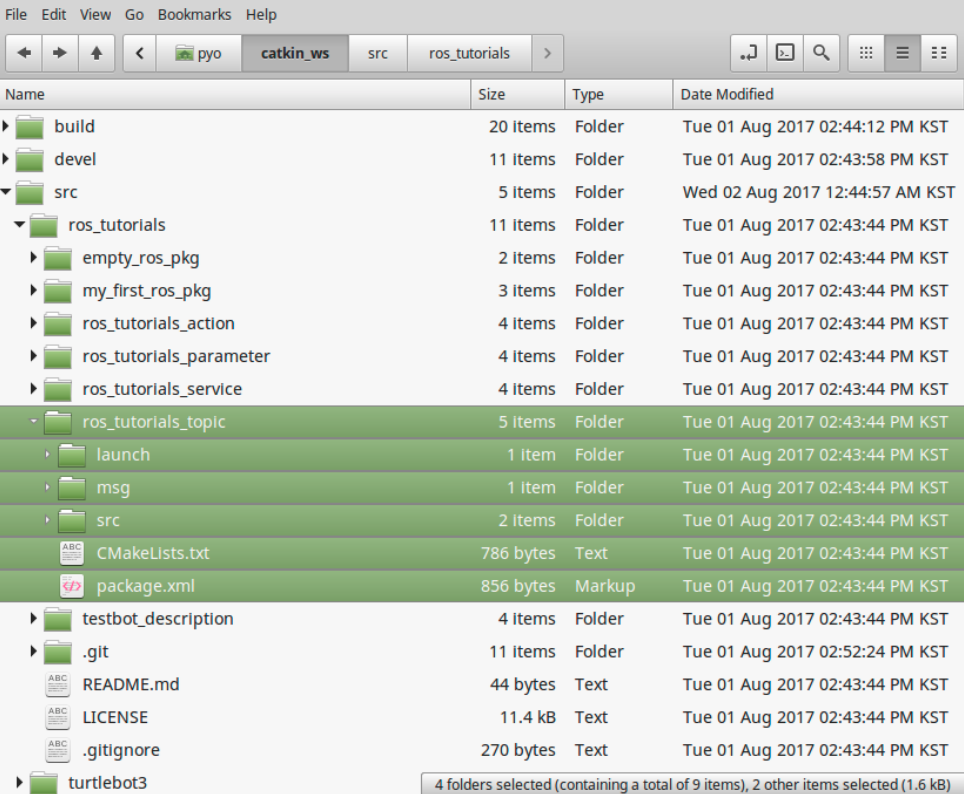 File Edit View Go Bookmarks Help
pyo catkin_ws src ros_tutorials
Name Size Type Date Modified
build 20 items Folder Tue 01 Aug 2017 02:44:12 PM KST
devel 11 items Folder Tue 01 Aug 2017 02:43:58 PM KST
src 5 items Folder Wed 02 Aug 2017 12:44:57 AM KST
ros_tutorials 11 items Folder Tue 01 Aug 2017 02:43:44 PM KST
empty_ros_pkg 2 items Folder Tue 01 Aug 2017 02:43:44 PM KST
my_first_ros_pkg 3 items Folder Tue 01 Aug 2017 02:43:44 PM KST
ros_tutorials_action 4 items Folder Tue 01 Aug 2017 02:43:44 PM KST
ros_tutorials_parameter 4 items Folder Tue 01 Aug 2017 02:43:44 PM KST
ros_tutorials_service 4 items Folder Tue 01 Aug 2017 02:43:44 PM KST
ros_tutorials_topic 5 items Folder Tue 01 Aug 2017 02:43:44 PM KST
launch 1 item Folder Tue 01 Aug 2017 02:43:44 PM KST
msg 1 item Folder Tue 01 Aug 2017 02:43:44 PM KST
src 2 items Folder Tue 01 Aug 2017 02:43:44 PM KST
ABC CMakeLists.txt 786 bytes Text Tue 01 Aug 2017 02:43:44 PM KST
</> package.xml 856 bytes Markup Tue 01 Aug 2017 02:43:44 PM KST
testbot_description 4 items Folder Tue 01 Aug 2017 02:43:44 PM KST
.git 11 items Folder Tue 01 Aug 2017 02:52:24 PM KST
ABC README.md 44 bytes Text Tue 01 Aug 2017 02:43:44 PM KST
ABC LICENSE 11.4 kB Text Tue 01 Aug 2017 02:43:44 PM KST
ABC .gitignore 270 bytes Text Tue 01 Aug 2017 02:43:44 PM KST
turtlebot3 4 folders selected (containing a total of 9 items), 2 other items selected (1.6 kB)